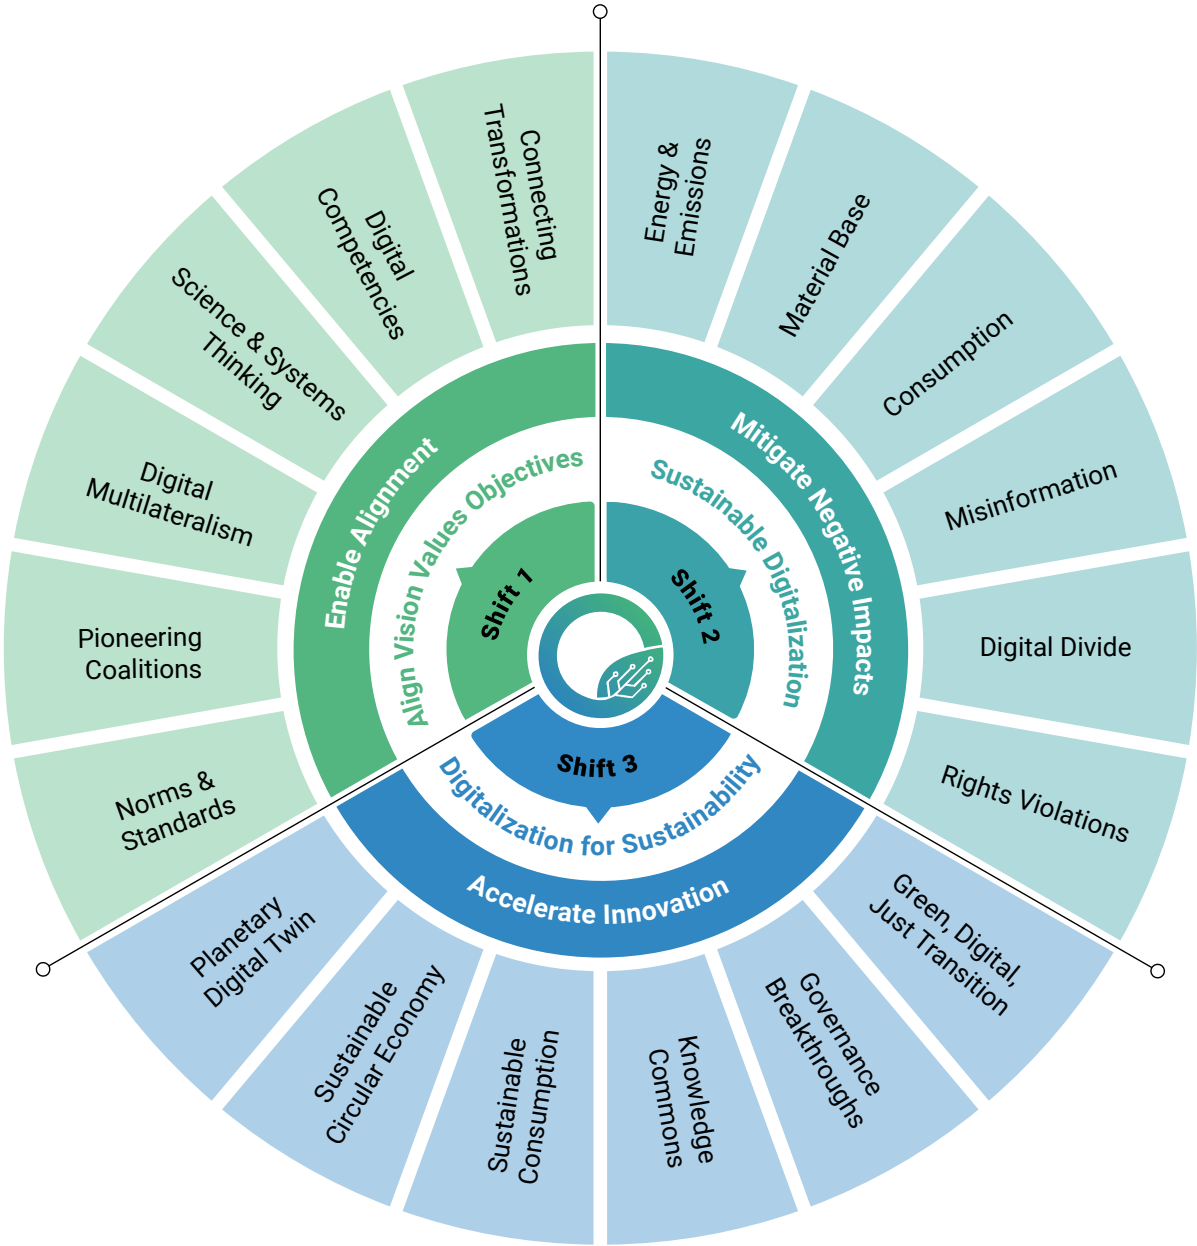 Shift 1
Align Vision Values Objectives
Enable Alignment
Norms &
Standards
Pioneering
Coalitions
Digital
Multilateralism
Science & Systems
Thinking
Digital
Competencies
Connecting
Transformations
Shift 2
Sustainable Digitalization
Mitigate Negative Impacts
Energy &
Emissions
Material Base
Consumption
Misinformation
Digital Divide
Rights Violations
Shift 3
Digitalization for Sustainability
Accelerate Innovation
Green, Digital,
Just Transition
Governance
Breakthroughs
Knowledge
Commons
Sustainable
Consumption
Sustainable
Circular Economy
Planetary
Digital Twin